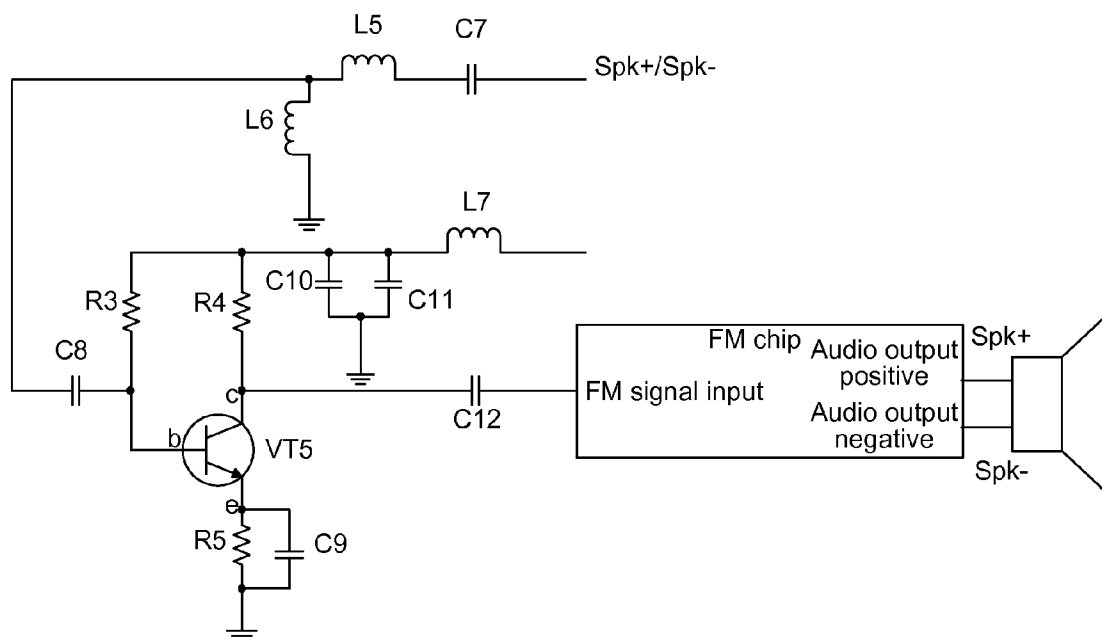 L5
C7
Spk+/Spk-
L6
L7
R3
R4
C10
C11
C8
c
C12
b
VT5
e
R5
C9
FM chip
FM signal input
Audio output
positive
Audio output
negative
Spk+
Spk-